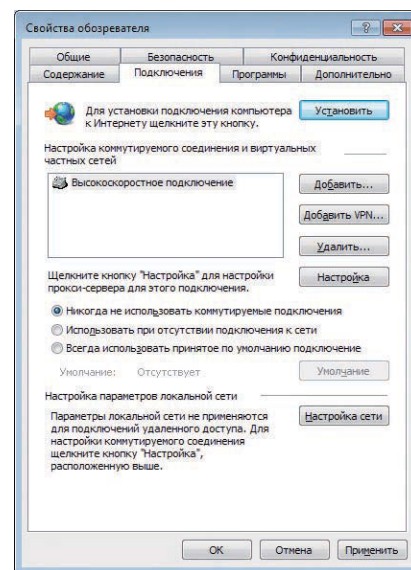 Свойства обозревателя
Общие Безопасность Конфиденциальность
Содержание Подключения Программы Дополнительно
Для установки подключения компьютера
к Интернету щелкните эту кнопку.
Установить
Настройка коммутируемого соединения и виртуальных
частных сетей
Высокоскоростное подключение
Добавить...
Добавить VPN...
Удалить...
Щелкните кнопку "Настройка" для настройки
прокси-сервера для этого подключения.
Настройка
Никогда не использовать коммутируемые подключения
Использовать при отсутствии подключения к сети
Всегда использовать принятое по умолчанию подключение
Умолчание: Отсутствует Умолчание
Настройка параметров локальной сети
Параметры локальной сети не применяются
для подключений удаленного доступа. Для
настройки коммутируемого соединения
щелкните кнопку "Настройка",
расположенную выше.
Настройка сети
ОК Отмена Применить